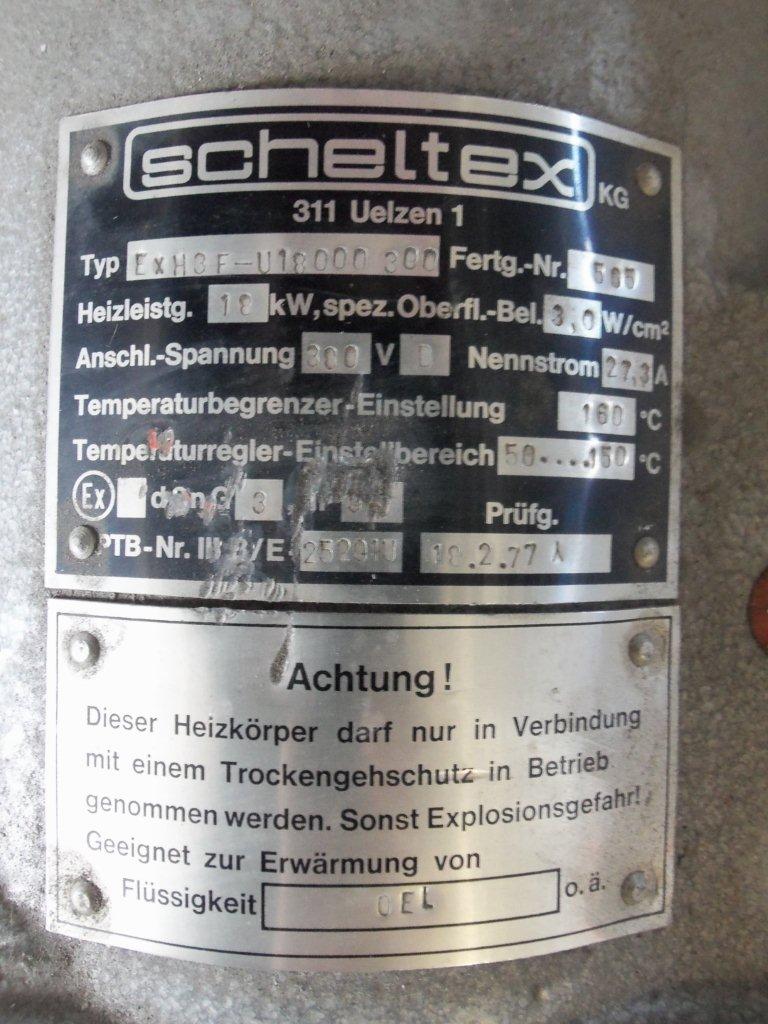 scheltex KG
311 Uelzen 1
Typ ExH3F-U18000 300 Fertg.-Nr.
Heizleistg. 18 kW, spez. Oberfl.-Bel. 3,0 W/cm²
Anschl.-Spannung V D Nennstrom 27,3 A
Temperaturbegrenzer-Einstellung 160 °C
Temperaturregler-Einstellbereich 50....150 °C
Ex G 3 Prüfg.
PTB-Nr. III B/E 18.2.77
Achtung!
Dieser Heizkörper darf nur in Verbindung
mit einem Trockengehschutz in Betrieb
genommen werden. Sonst Explosionsgefahr!
Geeignet zur Erwärmung von
Flüssigkeit OEL o.ä.